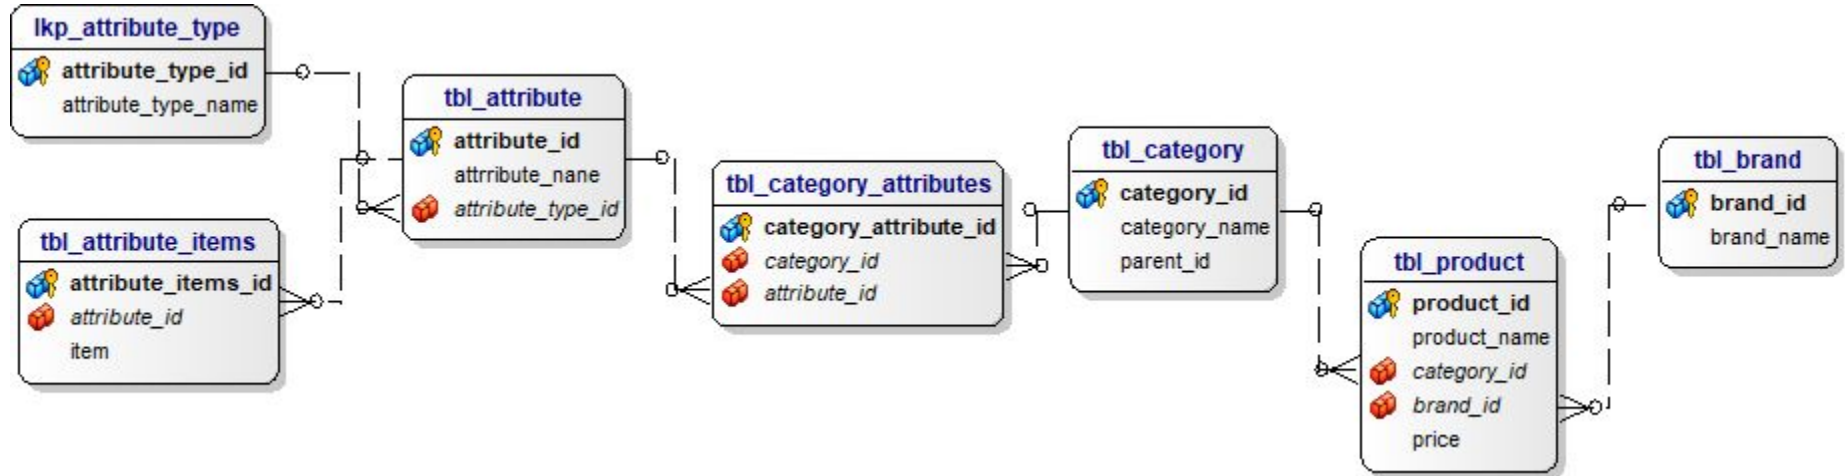 lkp_attribute_type
attribute_type_id
attribute_type_name
tbl_attribute_items
attribute_items_id
attribute_id
item
tbl_attribute
attribute_id
attrribute_nane
attribute_type_id
tbl_category_attributes
category_attribute_id
category_id
attribute_id
tbl_category
category_id
category_name
parent_id
tbl_product
product_id
product_name
category_id
brand_id
price
tbl_brand
brand_id
brand_name